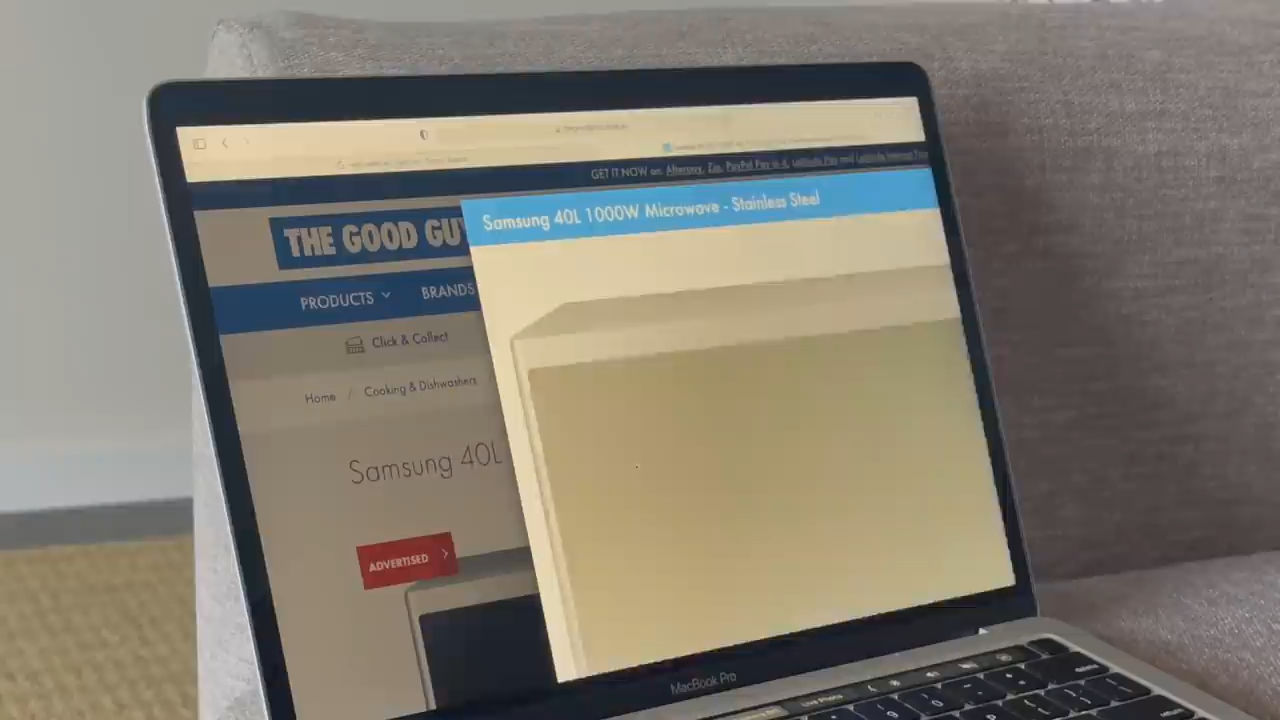 GET IT NOW on Afterpay, Zip, PayPal Pay in 4, Latitude Pay and Latitude Interest Free
Samsung 40L 1000W Microwave - Stainless Steel
THE GOOD GUY
PRODUCTS BRANDS
Click & Collect
Home / Cooking & Dishwashers /
Samsung 40L
ADVERTISED
MacBook Pro